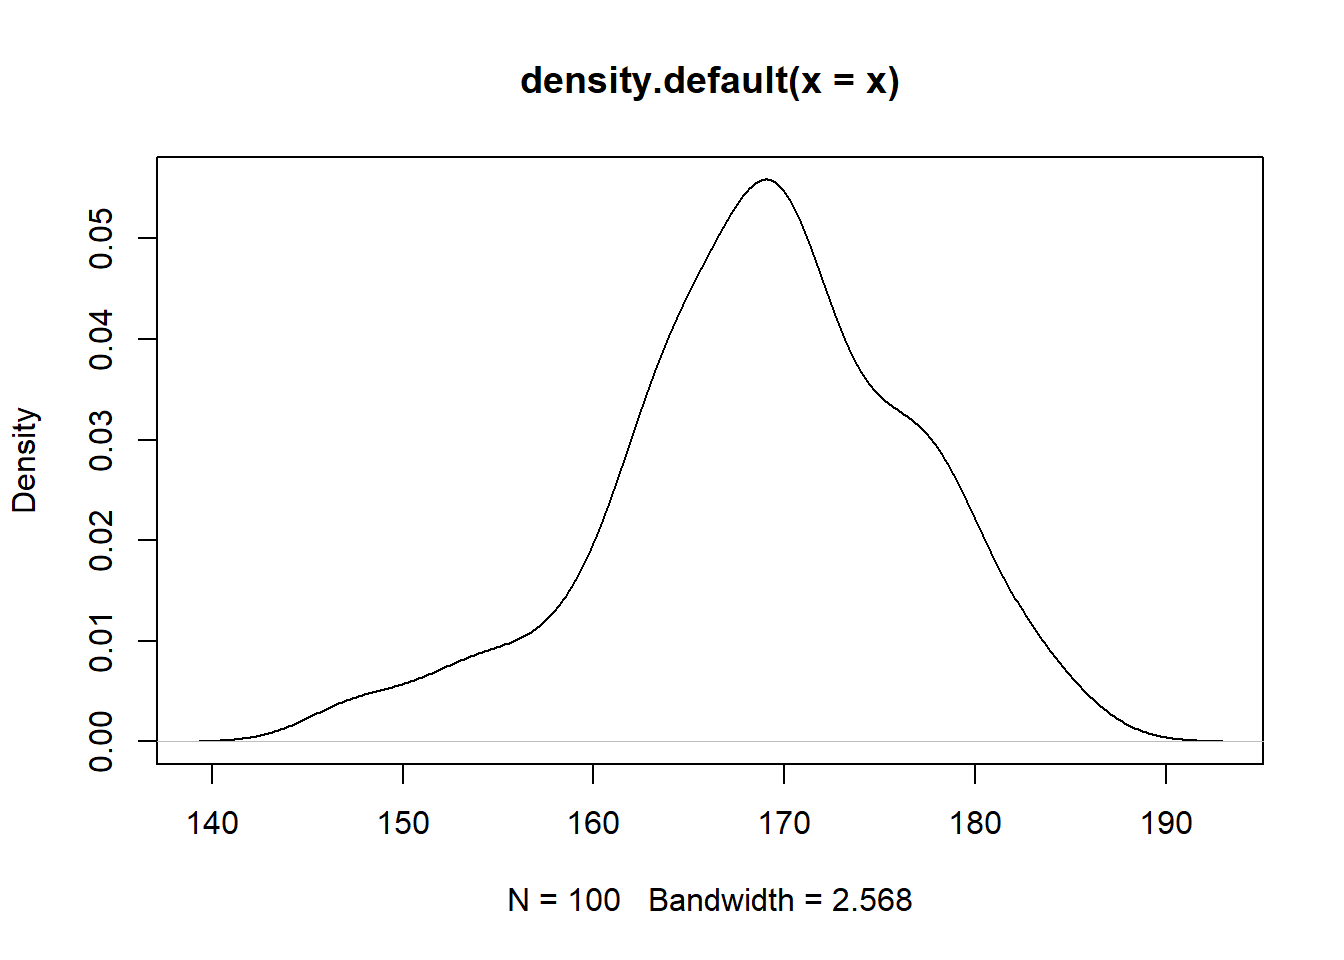 density.default(x = x)
Density
0.05
0.04
0.03
0.02
0.01
0.00
140 150 160 170 180 190
N = 100 Bandwidth = 2.568